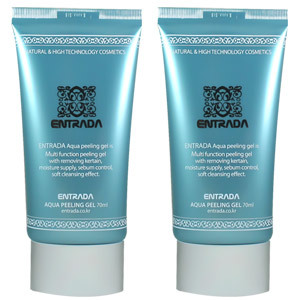 NATURAL & HIGH TECHNOLOGY COSMETICS
ENTRADA
ENTRADA Aqua peeling gel is
Multi function peeling gel
with removing kertain,
moisture supply, sebum control,
soft cleansing effect.
ENTRADA
AQUA PEELING GEL 70ml
entrada.co.kr
NATURAL & HIGH TECHNOLOGY COSMETICS
ENTRADA
ENTRADA Aqua peeling gel is
Multi function peeling gel
with removing kertain,
moisture supply, sebum control,
soft cleansing effect.
ENTRADA
AQUA PEELING GEL 70ml
entrada.co.kr